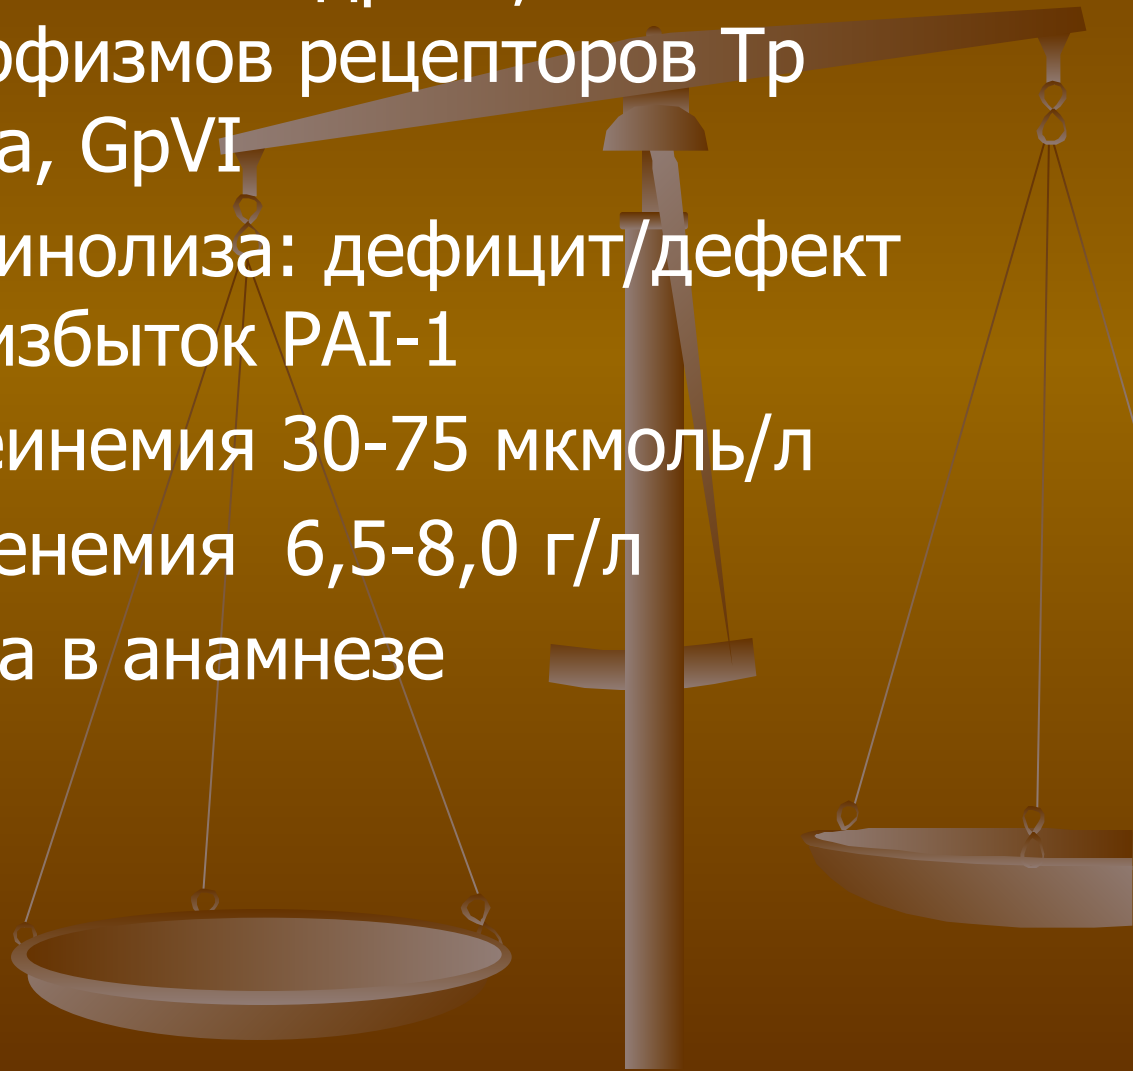 офизмов рецепторов Тр
а, GpVI
инолиза: дефицит/дефект
избыток PAI-1
еинемия 30-75 мкмоль/л
енемия 6,5-8,0 г/л
а в анамнезе